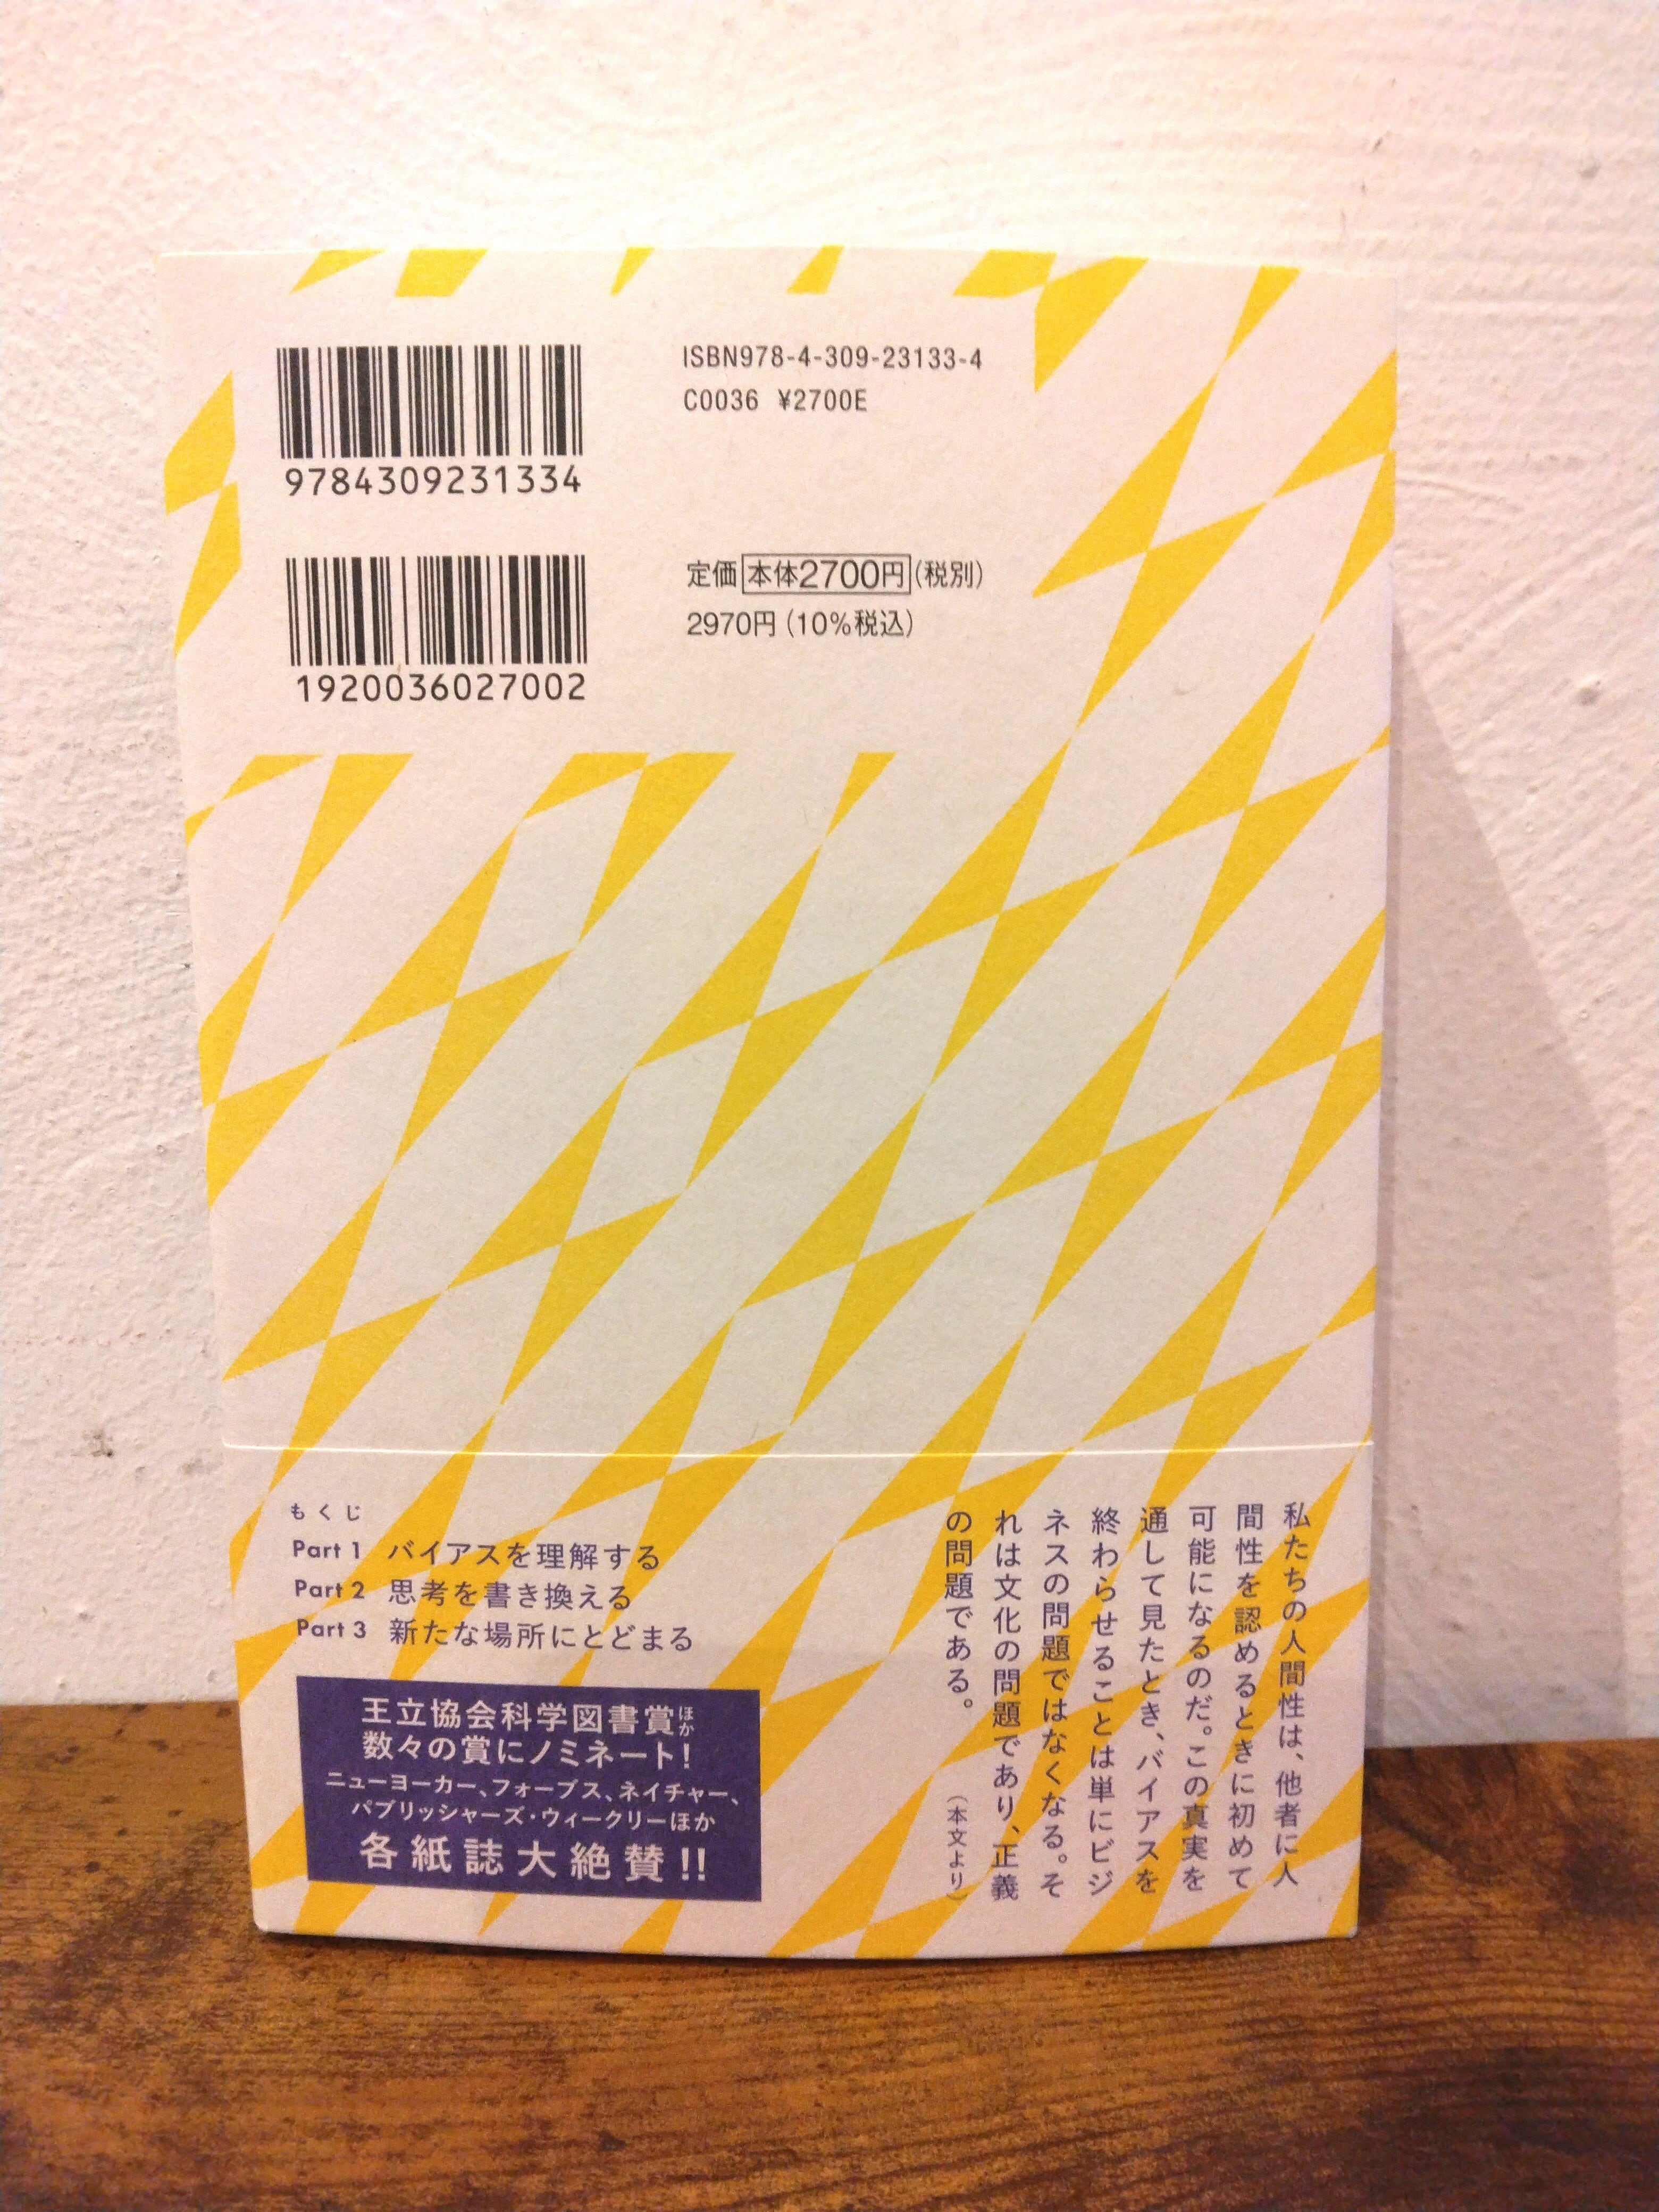 ISBN978-4-309-23133-4
C0036 ¥2700E
9784309231334
定価 本体2700円(税別)
2970円(10%税込)
1920036027002
もくじ
Part 1 バイアスを理解する
Part 2 思考を書き換える
Part 3 新たな場所にとどまる
王立協会科学図書賞ほか
数々の賞にノミネート!
ニューヨーカー、フォーブス、ネイチャー、
パブリッシャーズ・ウィークリーほか
各紙誌大絶賛!!
私たちの人間性は、他者に人
間性を認めるときに初めて
可能になるのだ。この真実を
通して見たとき、バイアスを
終わらせることは単にビジ
ネスの問題ではなくなる。そ
れは文化の問題であり、正義
の問題である。 (本文より)